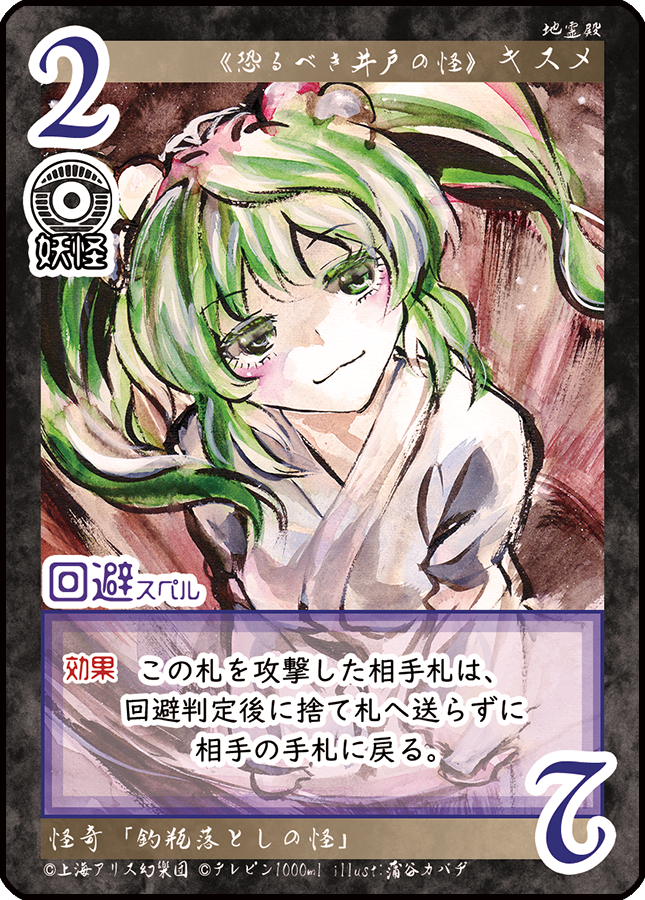 地霊殿
《恐るべき井戸の怪》 キスメ
2
妖怪
回避スペル
効果 この札を攻撃した相手札は、
回避判定後に捨て札へ送らずに
相手の手札に戻る。
2
怪奇「釣瓶落としの怪」
©上海アリス幻樂団 ©テレピン1000ml illust:蒲谷カバヂ